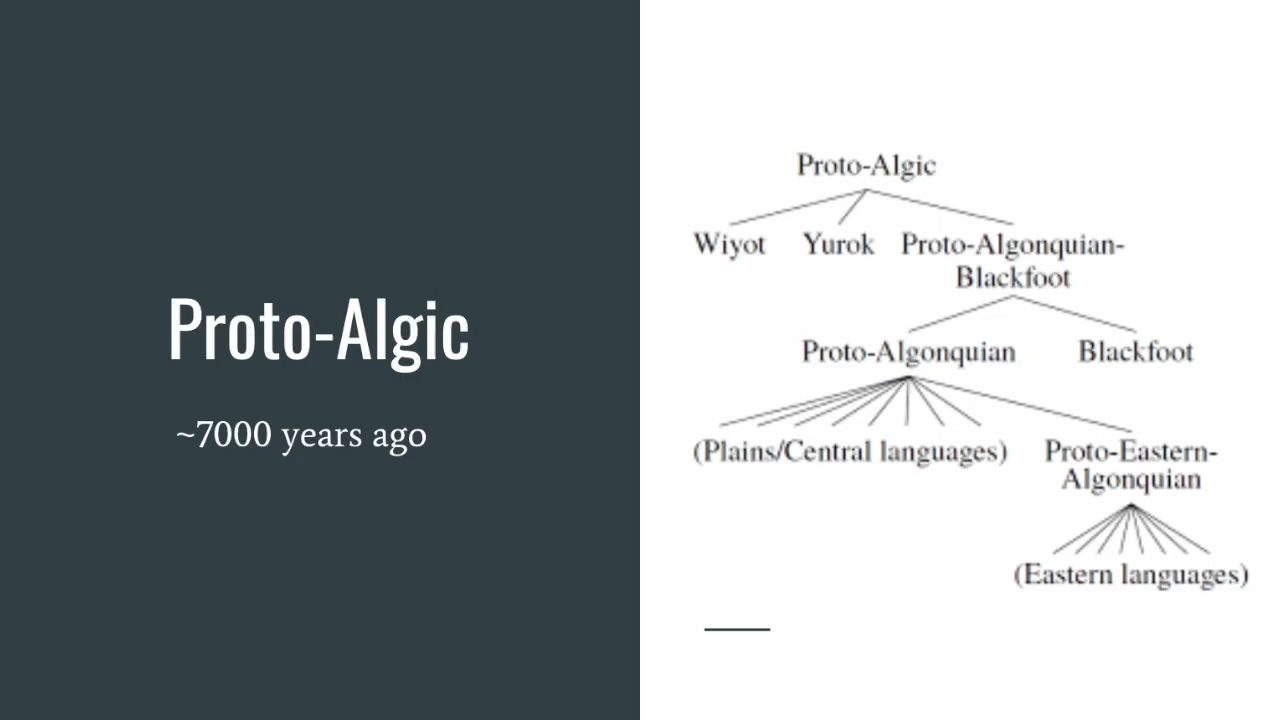 Proto-Algic
~7000 years ago
Proto-Algic
Wiyot Yurok Proto-Algonquian-
Blackfoot
Proto-Algonquian Blackfoot
(Plains/Central languages) Proto-Eastern-
Algonquian
(Eastern languages)